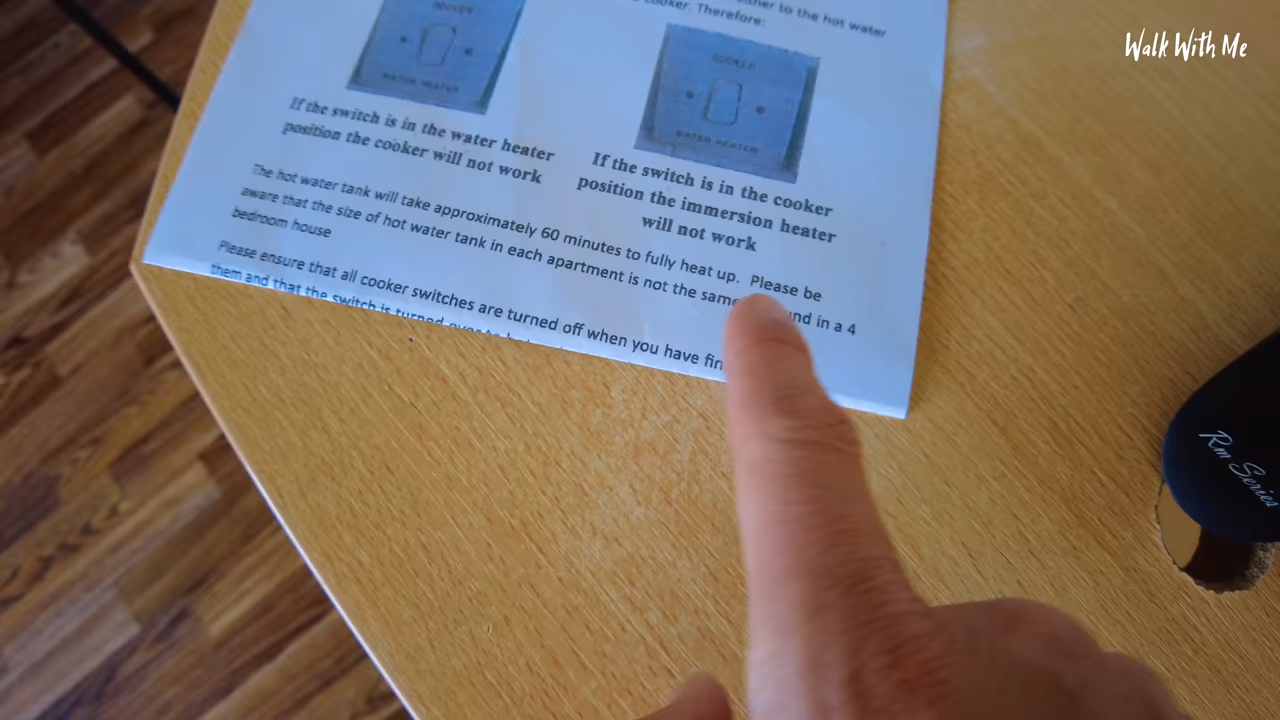 either to the hot water
cooker. Therefore:
COOKER
WATER HEATER
COOKER
WATER HEATER
If the switch is in the water heater
position the cooker will not work
If the switch is in the cooker
position the immersion heater
will not work
The hot water tank will take approximately 60 minutes to fully heat up. Please be
aware that the size of hot water tank in each apartment is not the same in a 4
bedroom house
Please ensure that all cooker switches are turned off when you have
them and that the switch is turned over to
Walk With Me
Rm Series